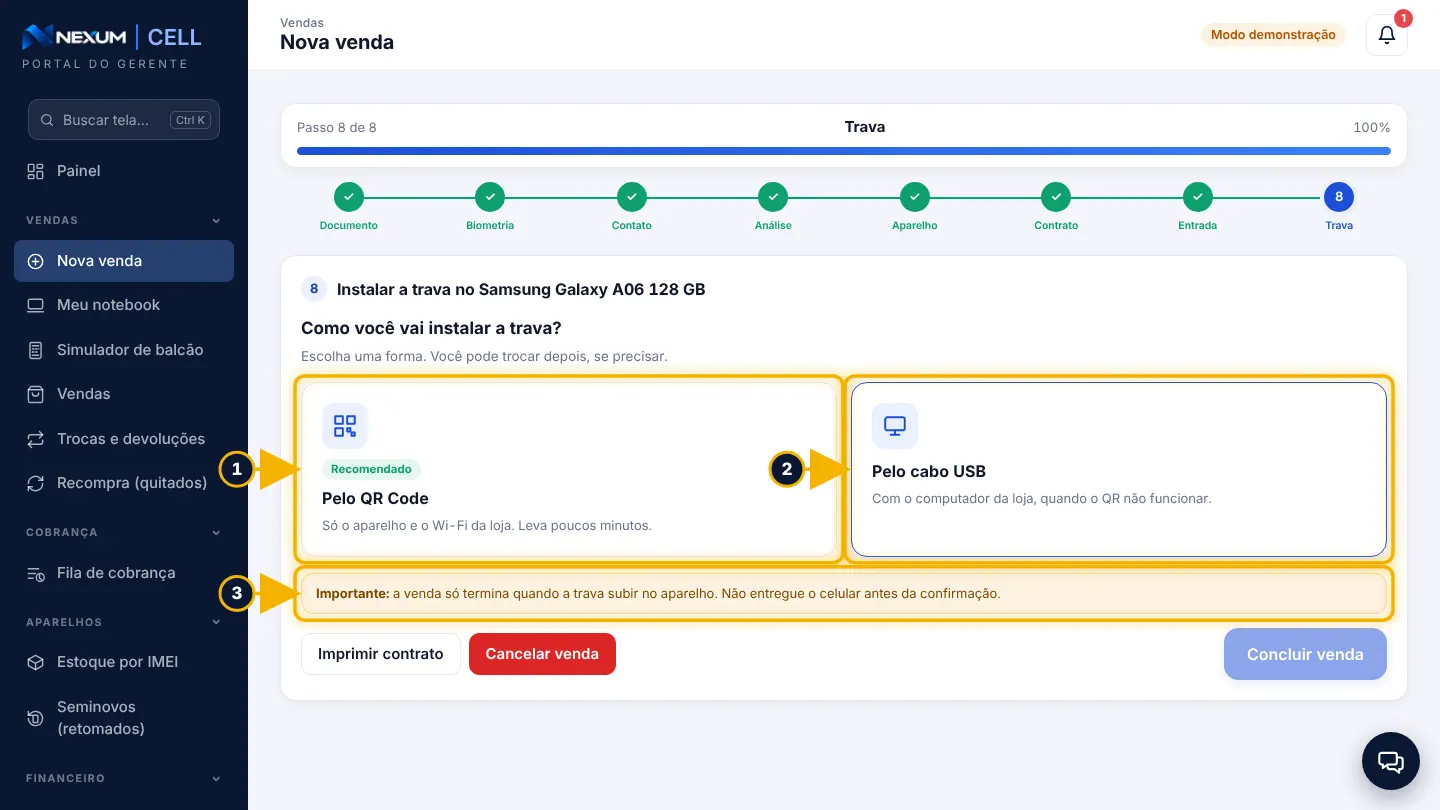 NEXUM | CELL
PORTAL DO GERENTE
Buscar tela... Ctrl K
Painel
VENDAS
Nova venda
Meu notebook
Simulador de balcão
Vendas
Trocas e devoluções
Recompra (quitados)
COBRANÇA
Fila de cobrança
APARELHOS
Estoque por IMEI
Seminovos
(retomados)
FINANCEIRO
Vendas
Nova venda
Modo demonstração
1
Passo 8 de 8
Trava
100%
8
Documento
Biometria
Contato
Análise
Aparelho
Contrato
Entrada
Trava
8 Instalar a trava no Samsung Galaxy A06 128 GB
Como você vai instalar a trava?
Escolha uma forma. Você pode trocar depois, se precisar.
1
Recomendado
Pelo QR Code
Só o aparelho e o Wi-Fi da loja. Leva poucos minutos.
2
Pelo cabo USB
Com o computador da loja, quando o QR não funcionar.
3
Importante: a venda só termina quando a trava subir no aparelho. Não entregue o celular antes da confirmação.
Imprimir contrato
Cancelar venda
Concluir venda